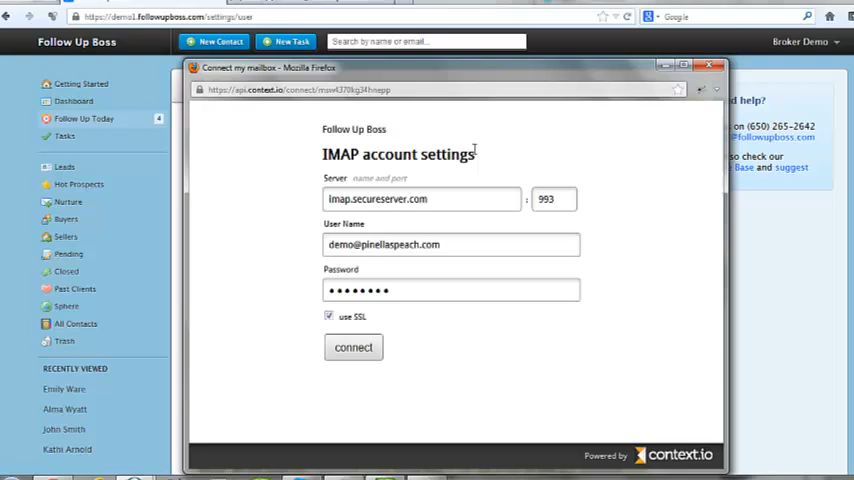 https://demo1.followupboss.com/settings/user
Google
Follow Up Boss
New Contact
New Task
Search by name or email...
Broker Demo
Connect my mailbox - Mozilla Firefox
https://api.context.io/connect/
Getting Started
Dashboard
Follow Up Today 4
Tasks
Leads
Hot Prospects
Nurture
Buyers
Sellers
Pending
Closed
Past Clients
Sphere
All Contacts
Trash
RECENTLY VIEWED
Emily Ware
Alma Wyatt
John Smith
Kathi Arnold
Follow Up Boss
IMAP account settings
Server name and port
imap.secureserver.com : 993
User Name
demo@pinellaspeach.com
Password
use SSL
connect
Powered by context.io
d help?
s on (650) 265-2642
@followupboss.com
so check our
e Base and suggest